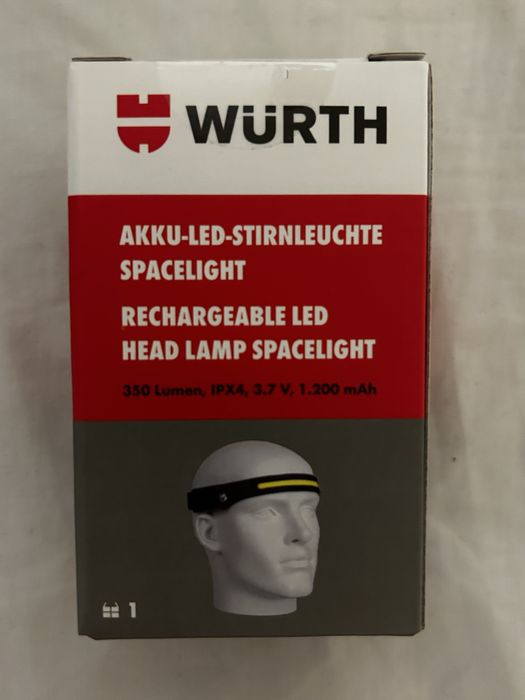 WÜRTH
AKKU-LED-STIRNLEUCHTE
SPACELIGHT
RECHARGEABLE LED
HEAD LAMP SPACELIGHT
350 Lumen, IPX4, 3.7 V, 1.200 mAh
1